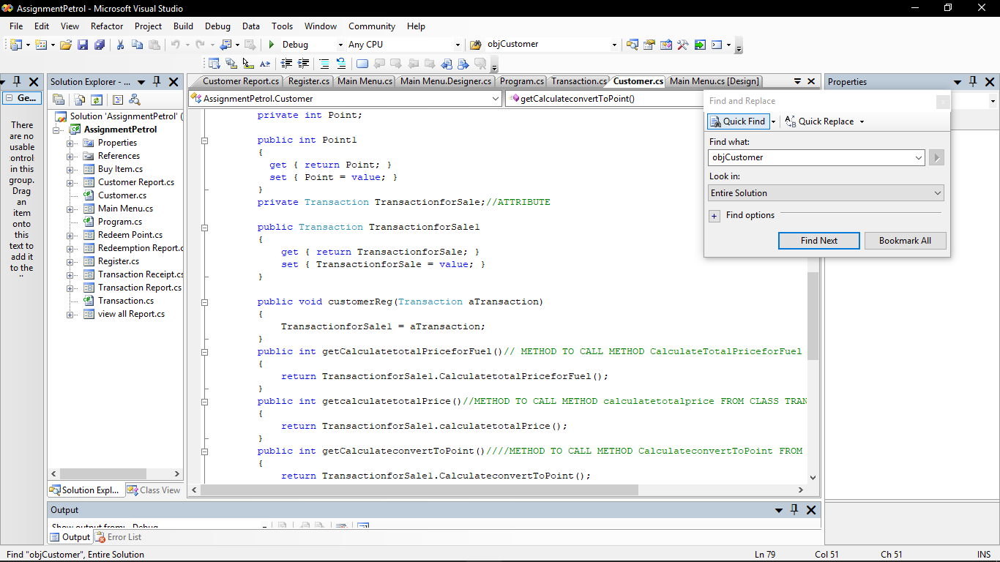 AssignmentPetrol - Microsoft Visual Studio
File Edit View Refactor Project Build Debug Data Tools Window Community Help
Debug Any CPU objCustomer
Ge...
There
are no
usable
controls
in this
group.
Drag
an
item
onto
this
text to
add it
to the
Solution Explorer - ...
Solution 'AssignmentPetrol' (
AssignmentPetrol
Properties
References
Buy Item.cs
Customer Report.cs
Customer.cs
Main Menu.cs
Program.cs
Redeem Point.cs
Redemption Report.c
Register.cs
Transaction Receipt.cs
Transaction Report.cs
Transaction.cs
view all Report.cs
Solution Expl... Class View
Customer Report.cs Register.cs Main Menu.cs Main Menu.Designer.cs Program.cs Transaction.cs Customer.cs Main Menu.cs [Design]
AssignmentPetrol.Customer getCalculateconvertToPoint()
private int Point;
public int Point1
{
get { return Point; }
set { Point = value; }
}
private Transaction TransactionforSale;//ATTRIBUTE
public Transaction TransactionforSale1
{
get { return TransactionforSale; }
set { TransactionforSale = value; }
}
public void customerReg(Transaction aTransaction)
{
TransactionforSale1 = aTransaction;
}
public int getCalculatetotalPriceforFuel()// METHOD TO CALL METHOD CalculateTotalPriceforFuel
{
return TransactionforSale1.CalculatetotalPriceforFuel();
}
public int getcalculatetotalPrice()//METHOD TO CALL METHOD calculatetotalprice FROM CLASS TRAN
{
return TransactionforSale1.calculatetotalPrice();
}
public int getCalculateconvertToPoint()////METHOD TO CALL METHOD CalculateconvertToPoint FROM
{
return TransactionforSale1.CalculateconvertToPoint();
Properties
Find and Replace
Quick Find Quick Replace
Find what:
objCustomer
Look in:
Entire Solution
Find options
Find Next Bookmark All
Output
Show output from: Debug
Output Error List
Find "objCustomer", Entire Solution Ln 79 Col 51 Ch 51 INS